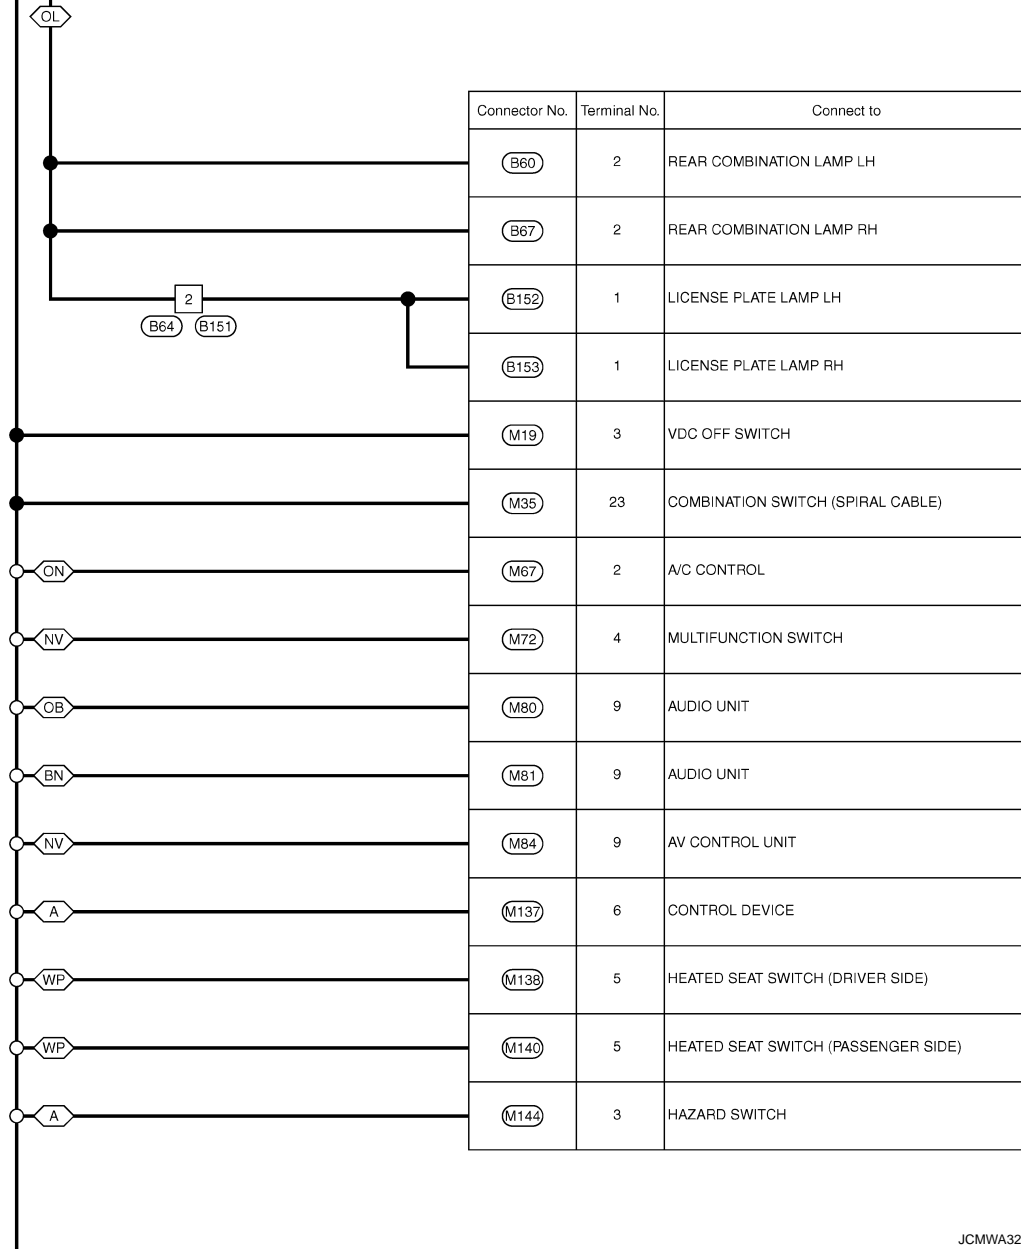 OL
Connector No. Terminal No. Connect to
B60 2 REAR COMBINATION LAMP LH
B67 2 REAR COMBINATION LAMP RH
2 B152 1 LICENSE PLATE LAMP LH
B64 B151
B153 1 LICENSE PLATE LAMP RH
M19 3 VDC OFF SWITCH
M35 23 COMBINATION SWITCH (SPIRAL CABLE)
ON M67 2 A/C CONTROL
NV M72 4 MULTIFUNCTION SWITCH
OB M80 9 AUDIO UNIT
BN M81 9 AUDIO UNIT
NV M84 9 AV CONTROL UNIT
A M137 6 CONTROL DEVICE
WP M138 5 HEATED SEAT SWITCH (DRIVER SIDE)
WP M140 5 HEATED SEAT SWITCH (PASSENGER SIDE)
A M144 3 HAZARD SWITCH
JCMWA32